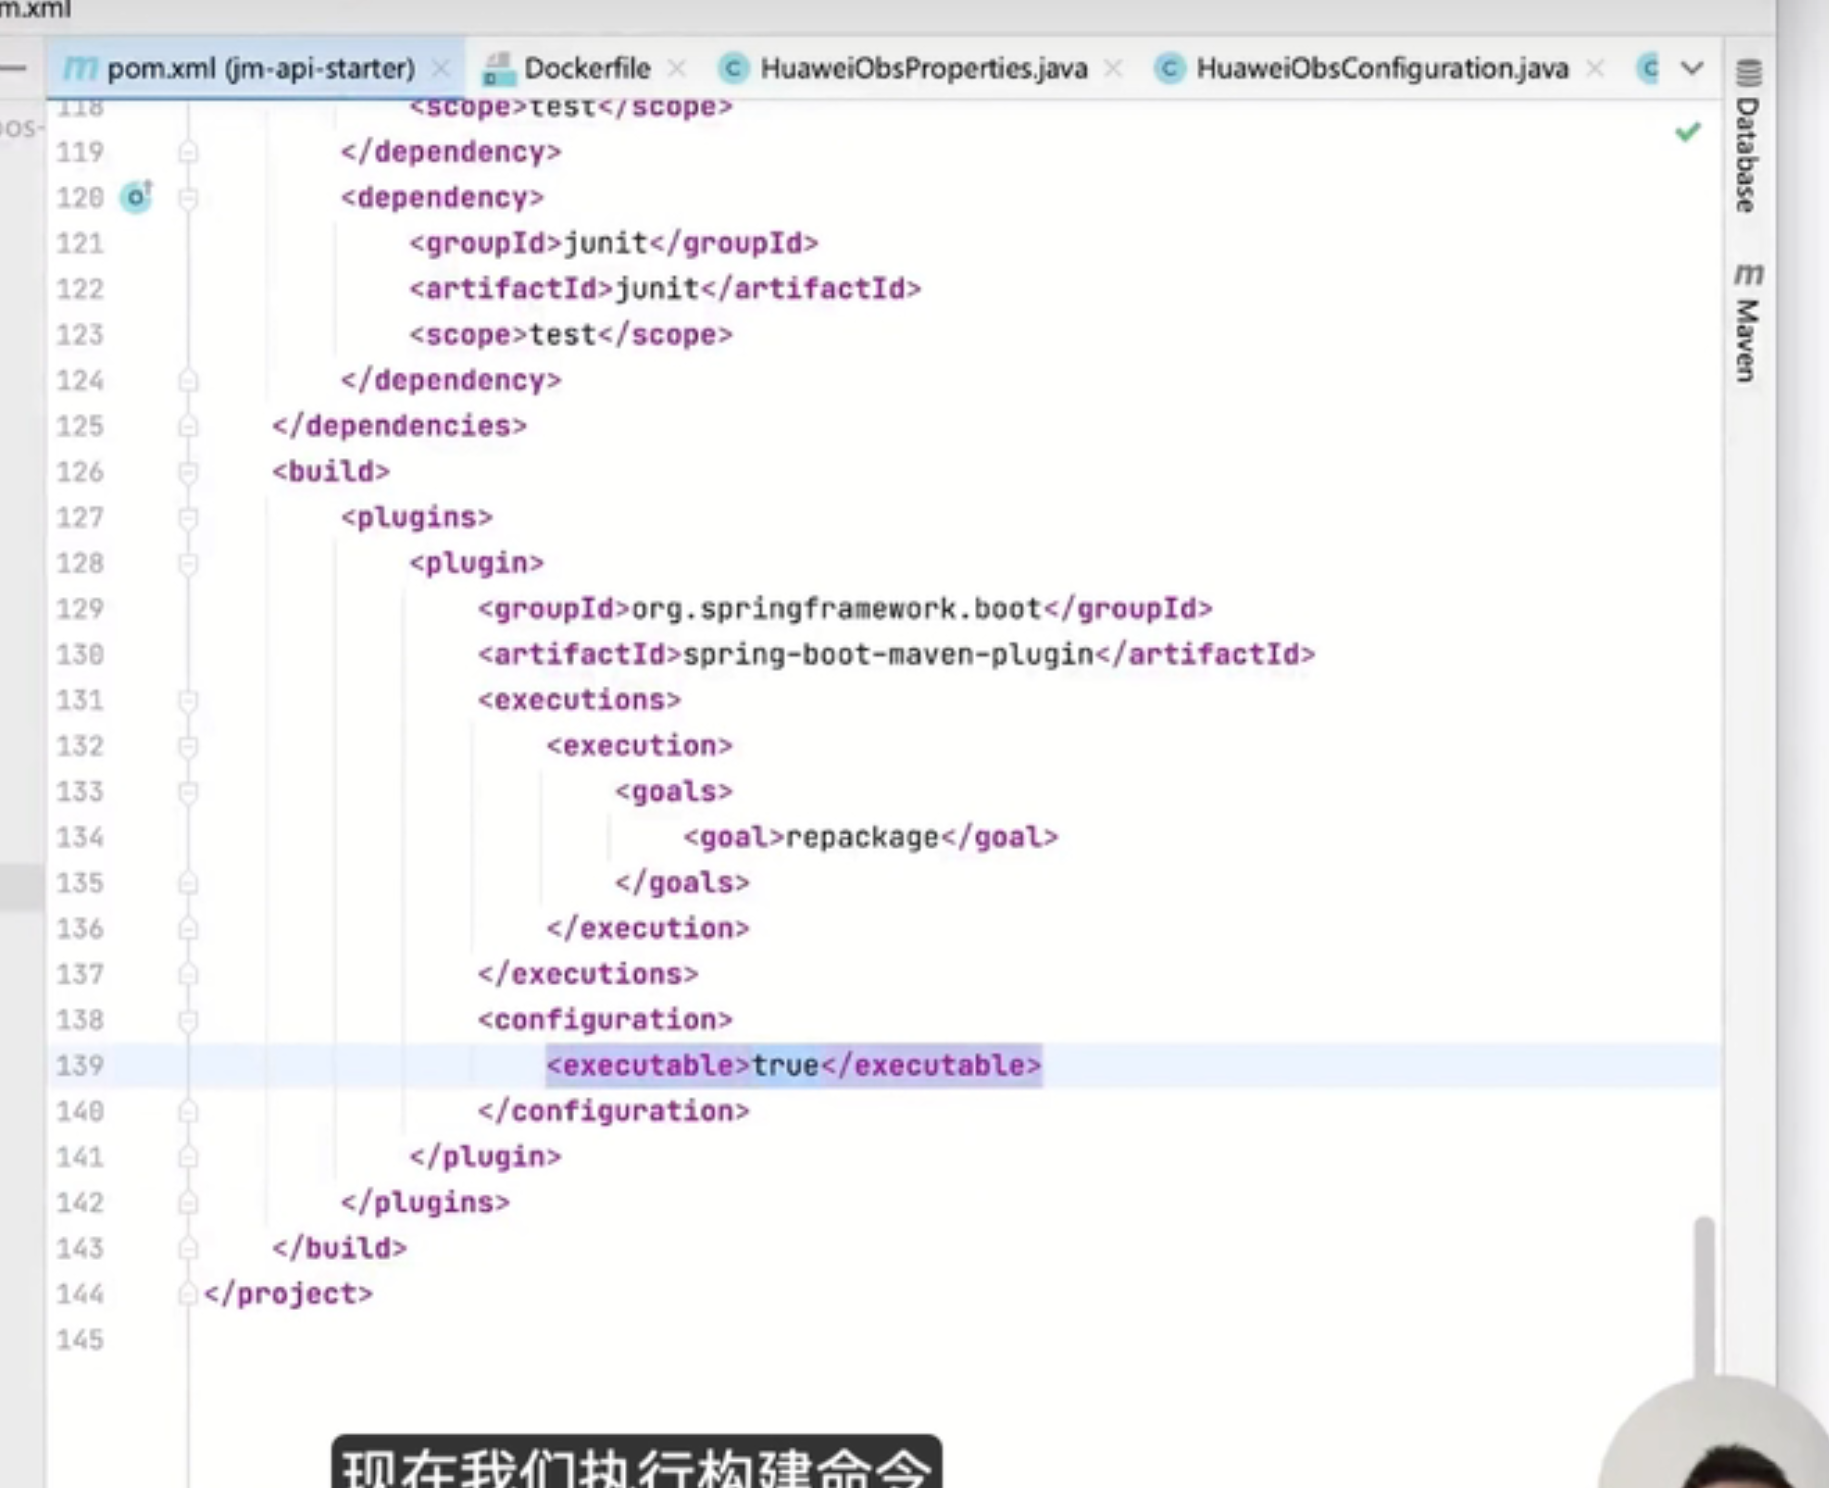 m.xml
pom.xml (jm-api-starter)
Dockerfile
HuaweiObsProperties.java
HuaweiObsConfiguration.java
Database
Maven
118 <scope>test</scope>
119 </dependency>
120 <dependency>
121 <groupId>junit</groupId>
122 <artifactId>junit</artifactId>
123 <scope>test</scope>
124 </dependency>
125 </dependencies>
126 <build>
127 <plugins>
128 <plugin>
129 <groupId>org.springframework.boot</groupId>
130 <artifactId>spring-boot-maven-plugin</artifactId>
131 <executions>
132 <execution>
133 <goals>
134 <goal>repackage</goal>
135 </goals>
136 </execution>
137 </executions>
138 <configuration>
139 <executable>true</executable>
140 </configuration>
141 </plugin>
142 </plugins>
143 </build>
144 </project>
145
现在我们执行构建命令